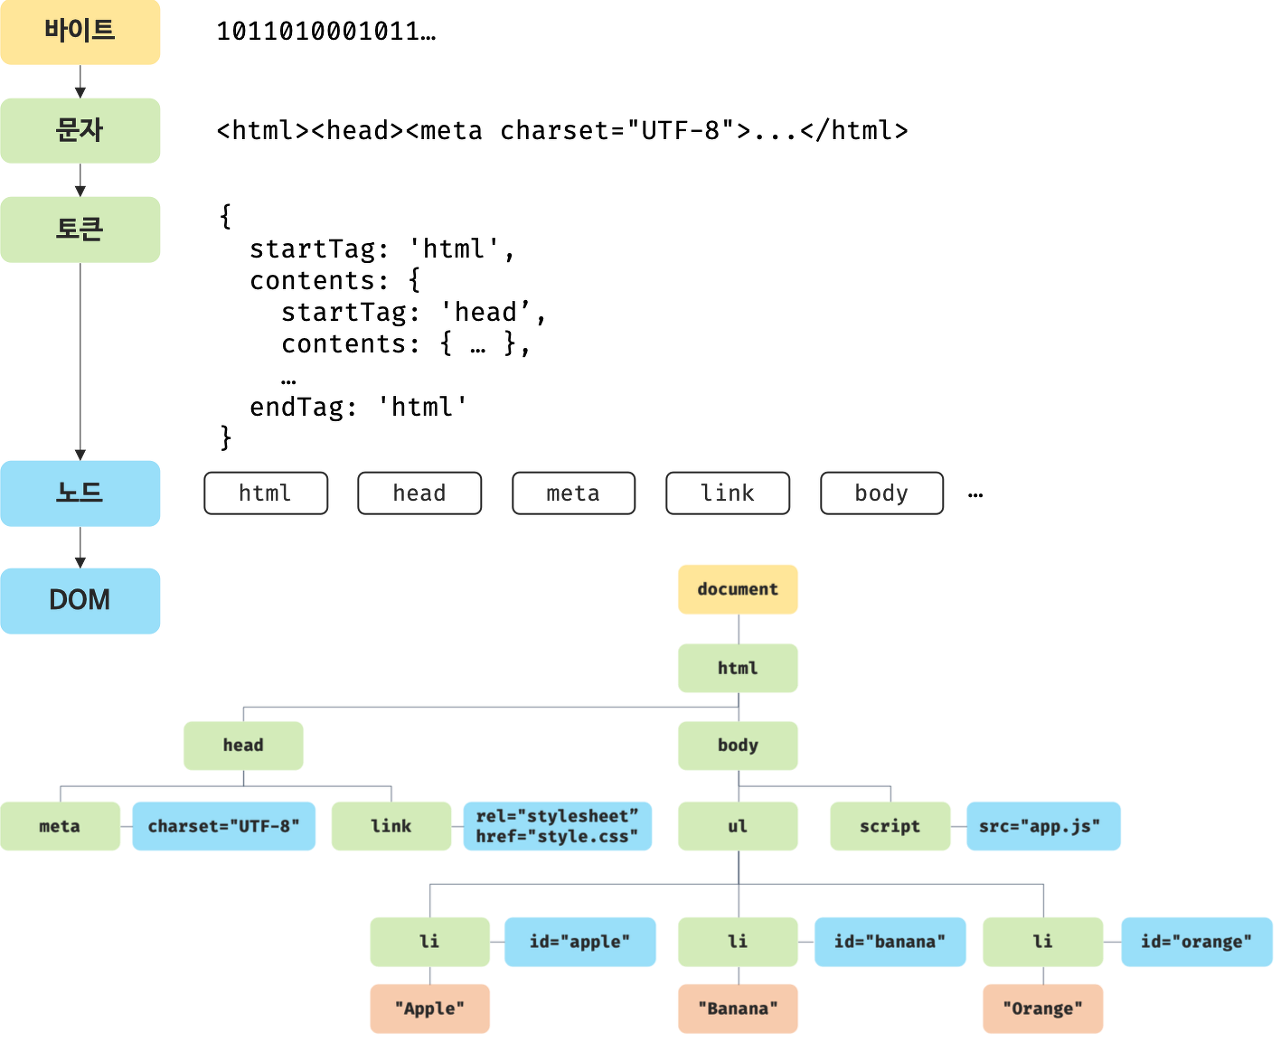 바이트
1011010001011…
문자
<html><head><meta charset="UTF-8">...</html>
토큰
{
  startTag: 'html',
  contents: {
    startTag: 'head’,
    contents: { … },
    …
  endTag: 'html'
}
노드
html head meta link body …
DOM
document
html
head body
meta charset="UTF-8" link rel="stylesheet”
href="style.css" ul script src="app.js"
li id="apple" li id="banana" li id="orange"
"Apple" "Banana" "Orange"